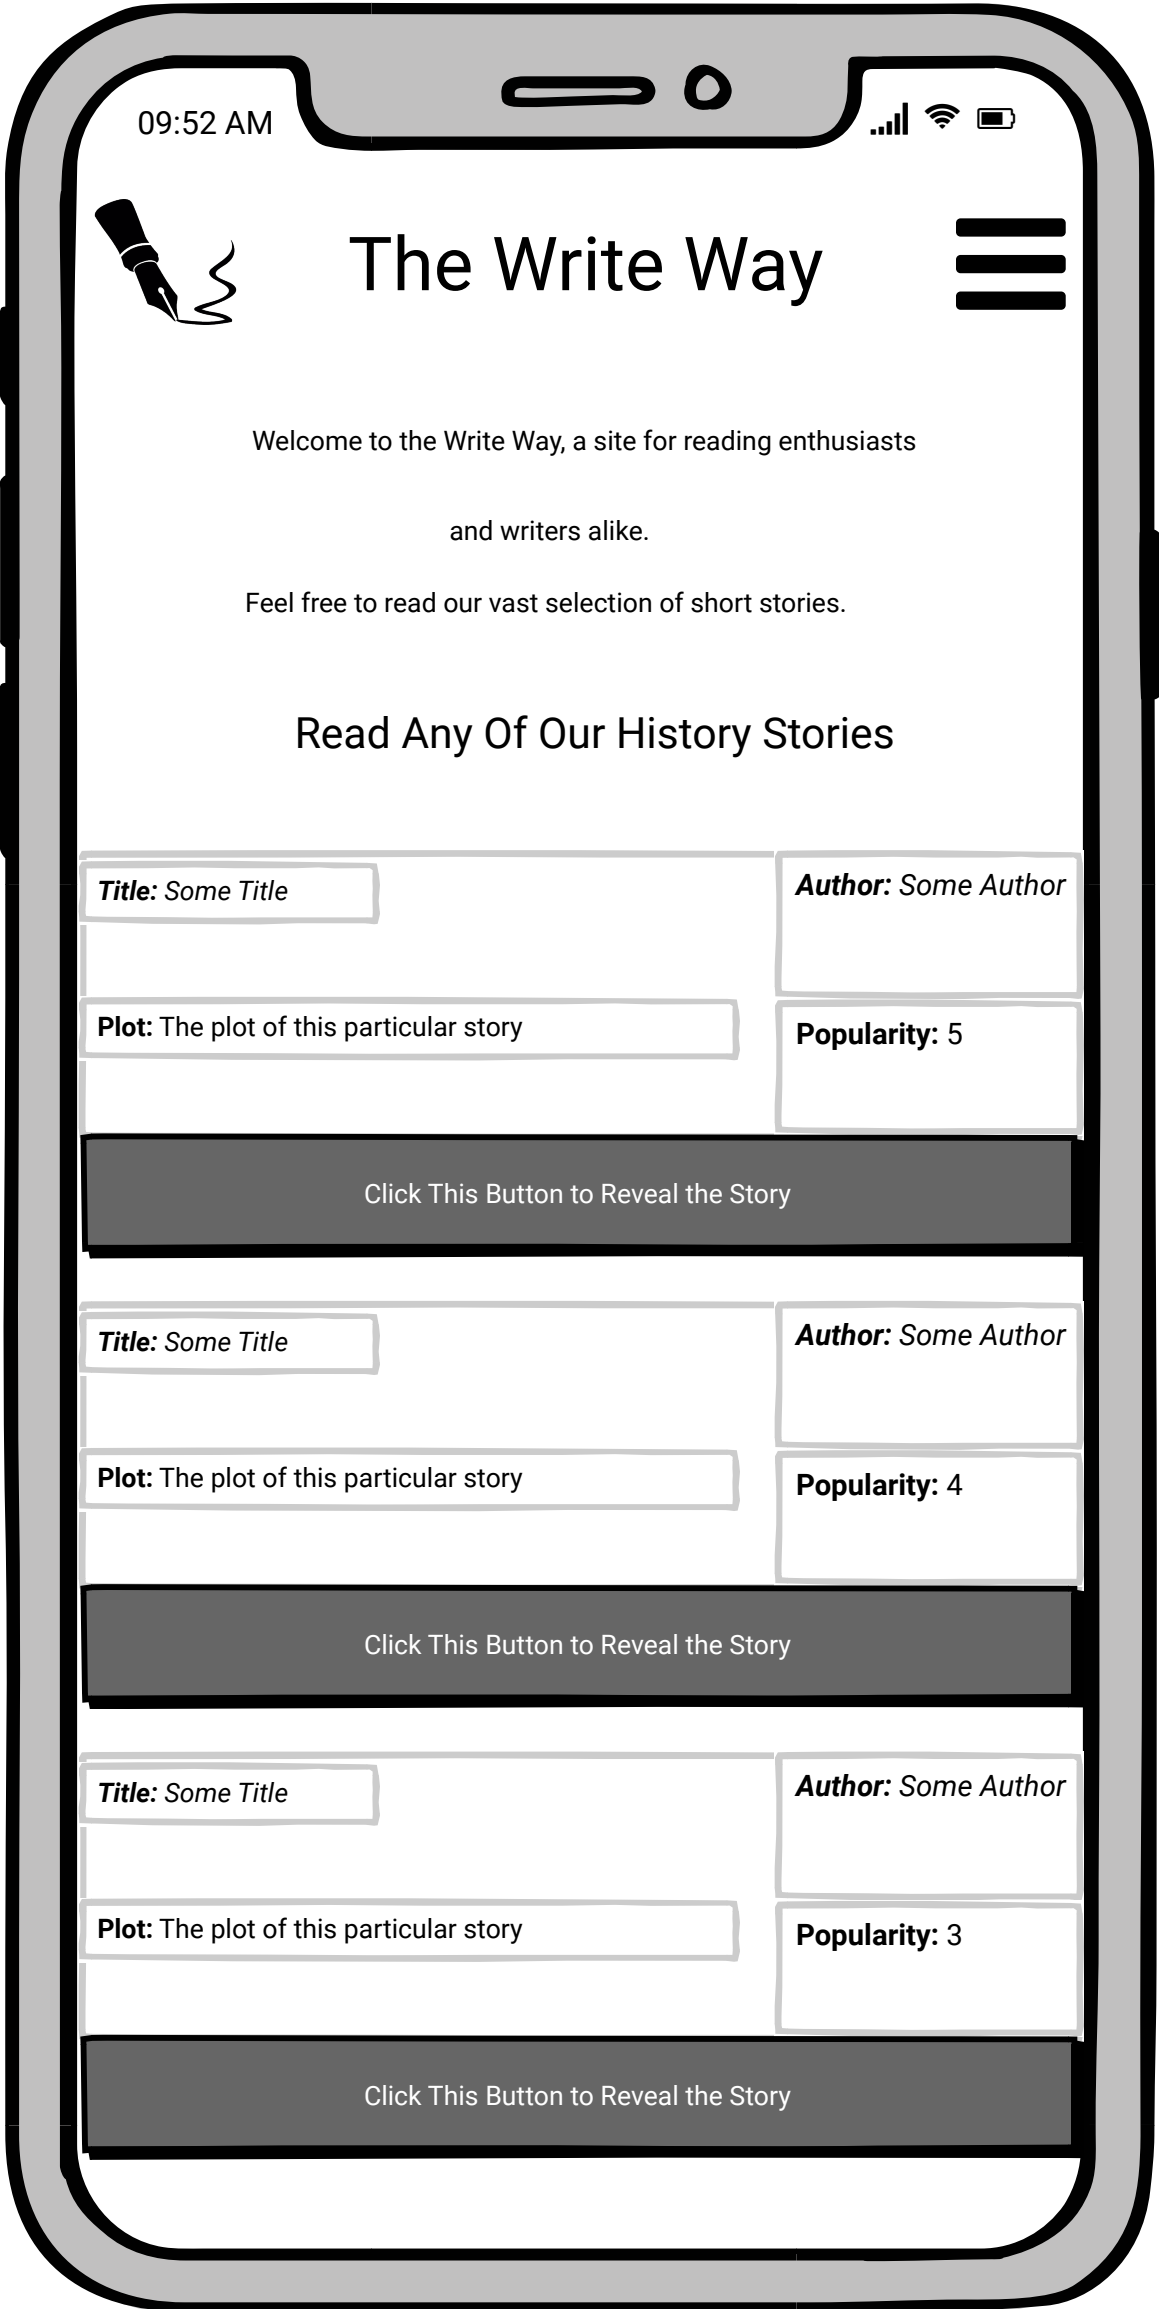 09:52 AM
The Write Way
Welcome to the Write Way, a site for reading enthusiasts
and writers alike.
Feel free to read our vast selection of short stories.
Read Any Of Our History Stories
Title: Some Title
Author: Some Author
Plot: The plot of this particular story
Popularity: 5
Click This Button to Reveal the Story
Title: Some Title
Author: Some Author
Plot: The plot of this particular story
Popularity: 4
Click This Button to Reveal the Story
Title: Some Title
Author: Some Author
Plot: The plot of this particular story
Popularity: 3
Click This Button to Reveal the Story